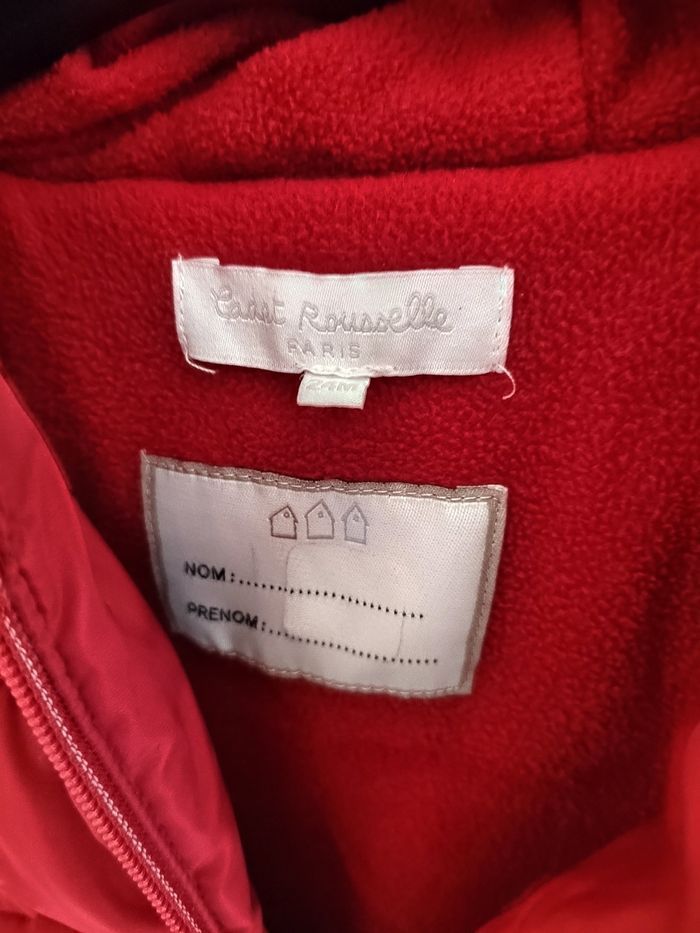 Cadet Rousselle
PARIS
24M
NOM:..........................
PRENOM:..........................